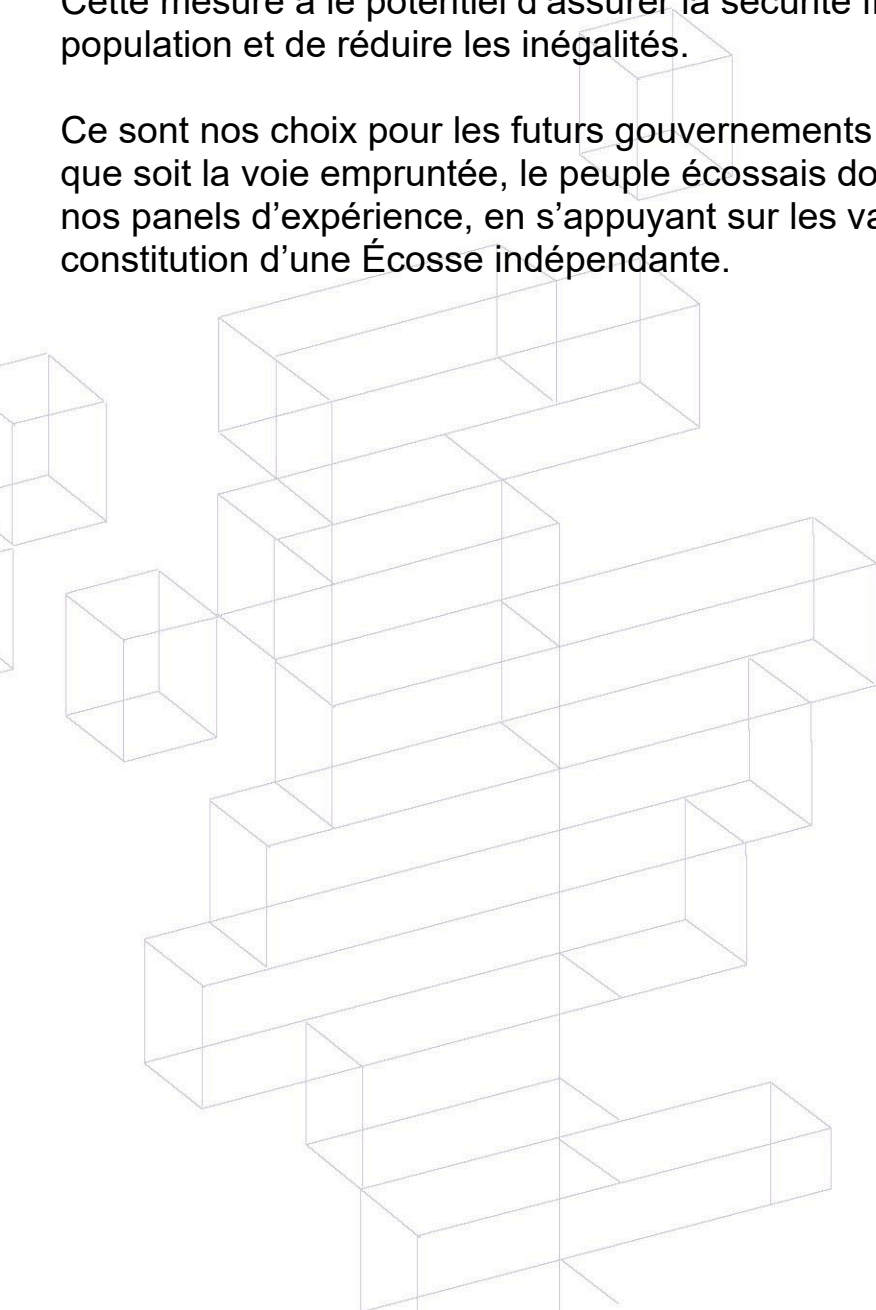 Cette mesure a le potentiel d'assurer la sécurité
population et de réduire les inégalités.
Ce sont nos choix pour les futurs gouvernements
que soit la voie empruntée, le peuple écossais
nos panels d'expérience, en s'appuyant sur les
constitution d'une Écosse indépendante.